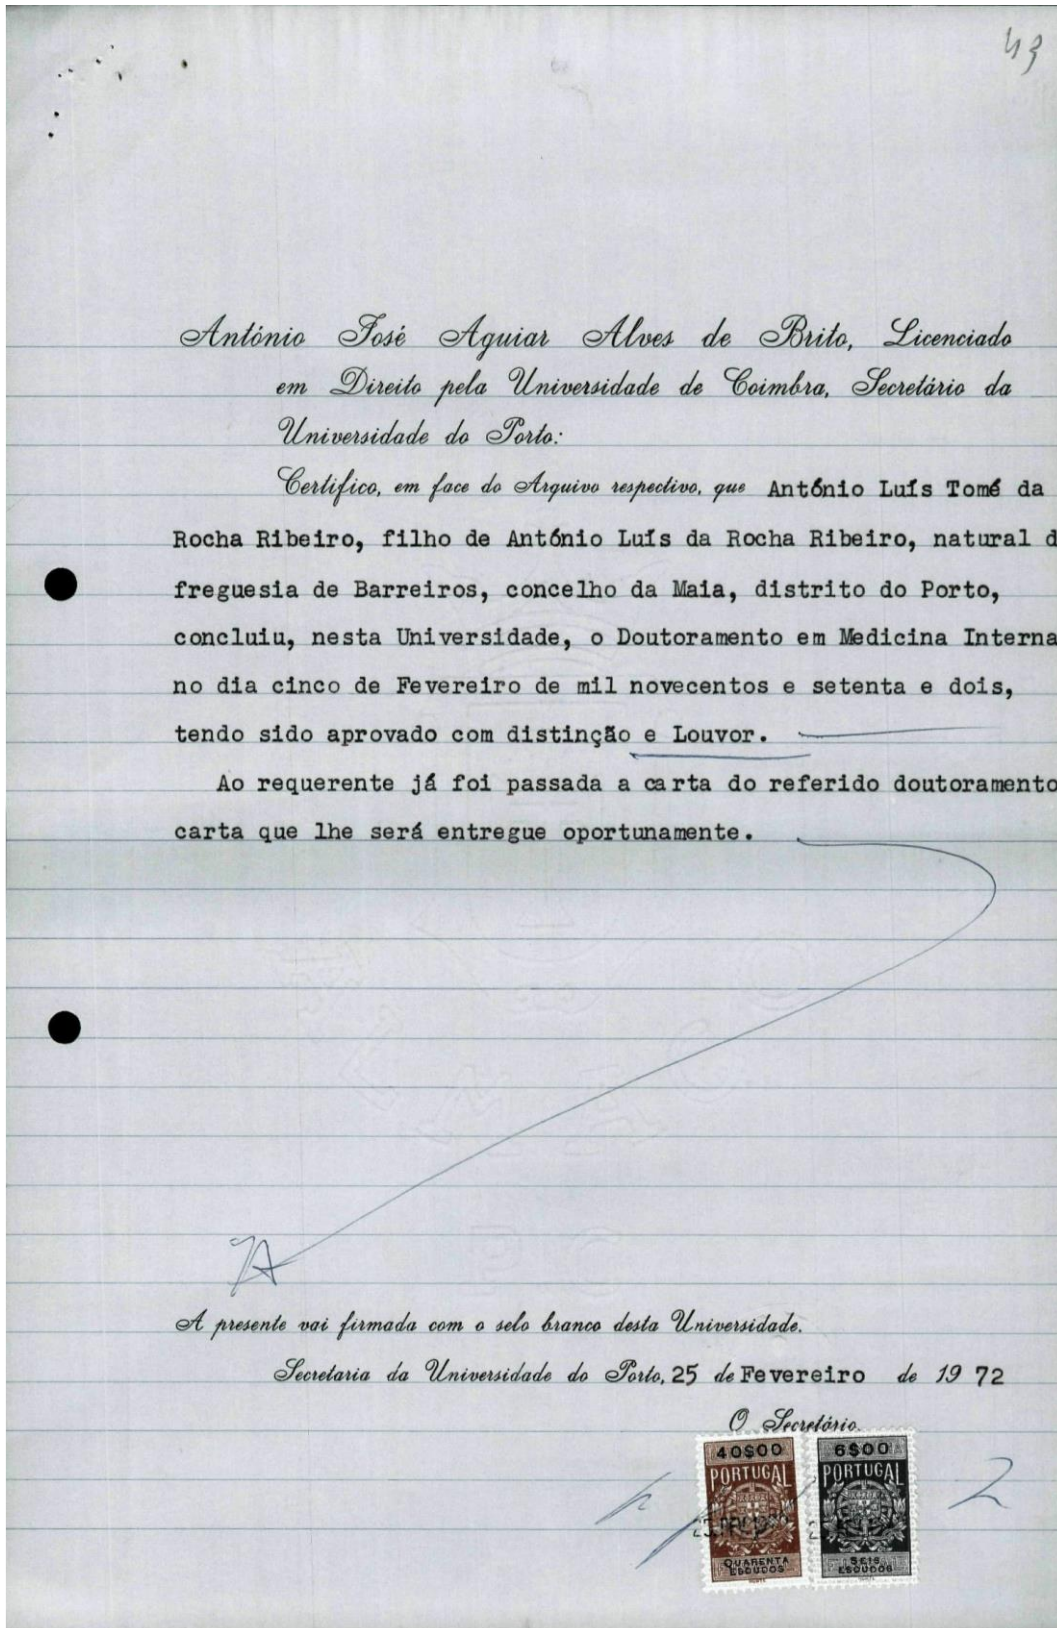 43
António José Aguiar Alves de Brito, Licenciado
em Direito pela Universidade de Coimbra, Secretário da
Universidade do Porto:
Certifico, em face do Arquivo respectivo, que António Luís Tomé da
Rocha Ribeiro, filho de António Luís da Rocha Ribeiro, natural d
freguesia de Barreiros, concelho da Maia, distrito do Porto,
concluiu, nesta Universidade, o Doutoramento em Medicina Interna
no dia cinco de Fevereiro de mil novecentos e setenta e dois,
tendo sido aprovado com distinção e Louvor.
Ao requerente já foi passada a carta do referido doutoramento
carta que lhe será entregue oportunamente.
A presente vai firmada com o selo branco desta Universidade.
Secretaria da Universidade do Porto, 25 de Fevereiro de 1972
O Secretário
40$00 6$00
PORTUGAL PORTUGAL
QUARENTA ESCUDOS SEIS ESCUDOS